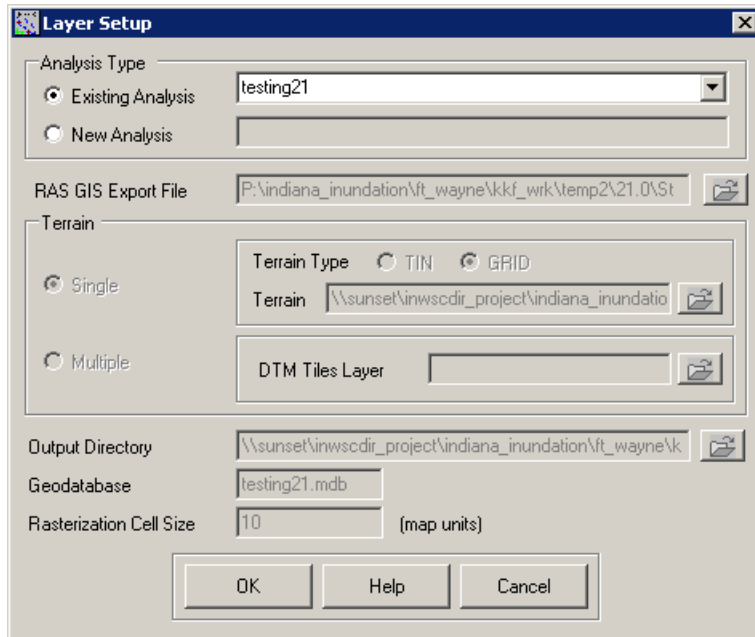 Layer Setup
Analysis Type
Existing Analysis testing21
New Analysis
RAS GIS Export File P:\indiana_inundation\ft_wayne\kkf_wrk\temp2\21.0\St
Terrain
Single
Terrain Type TIN GRID
Terrain \\sunset\inwscdir_project\indiana_inundatio
Multiple
DTM Tiles Layer
Output Directory \\sunset\inwscdir_project\indiana_inundation\ft_wayne\k
Geodatabase testing21.mdb
Rasterization Cell Size 10 (map units)
OK Help Cancel